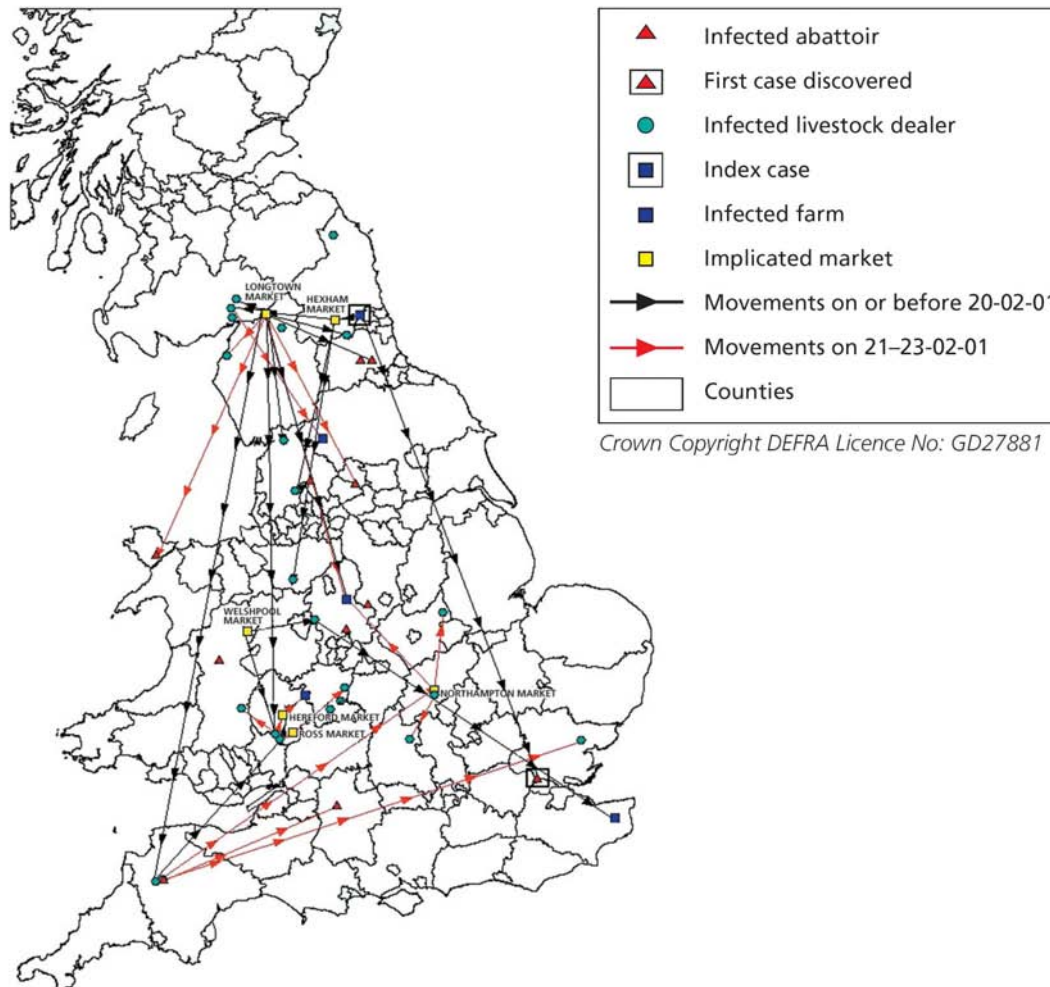 Infected abattoir
First case discovered
Infected livestock dealer
Index case
Infected farm
Implicated market
Movements on or before 20-02-01
Movements on 21–23-02-01
Counties
Crown Copyright DEFRA Licence No: GD27881
LONGTOWN
MARKET
HEXHAM
MARKET
WELSHPOOL
MARKET
NORTHAMPTON MARKET
HEREFORD MARKET
ROSS MARKET